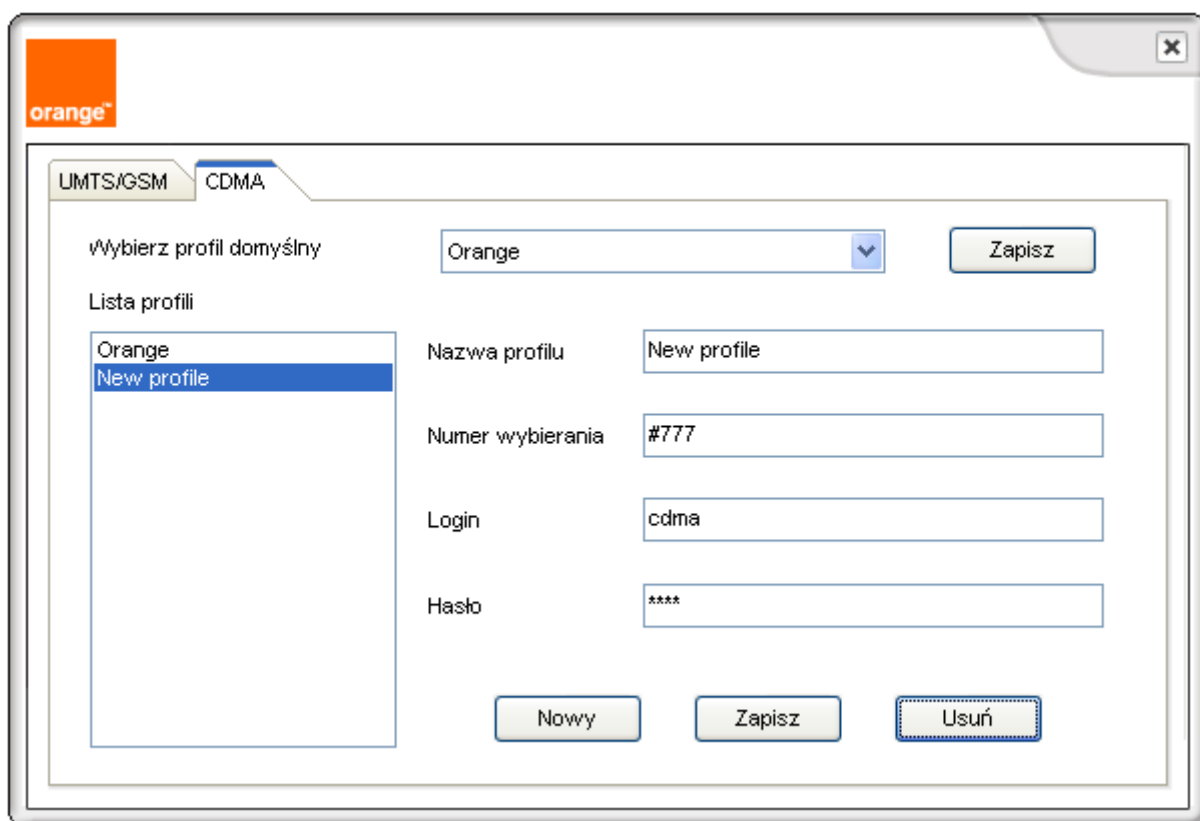 orange™
UMTS/GSM CDMA
Wybierz profil domyślny Orange Zapisz
Lista profili
Orange
New profile
Nazwa profilu New profile
Numer wybierania #777
Login cdma
Hasło ****
Nowy Zapisz Usuń